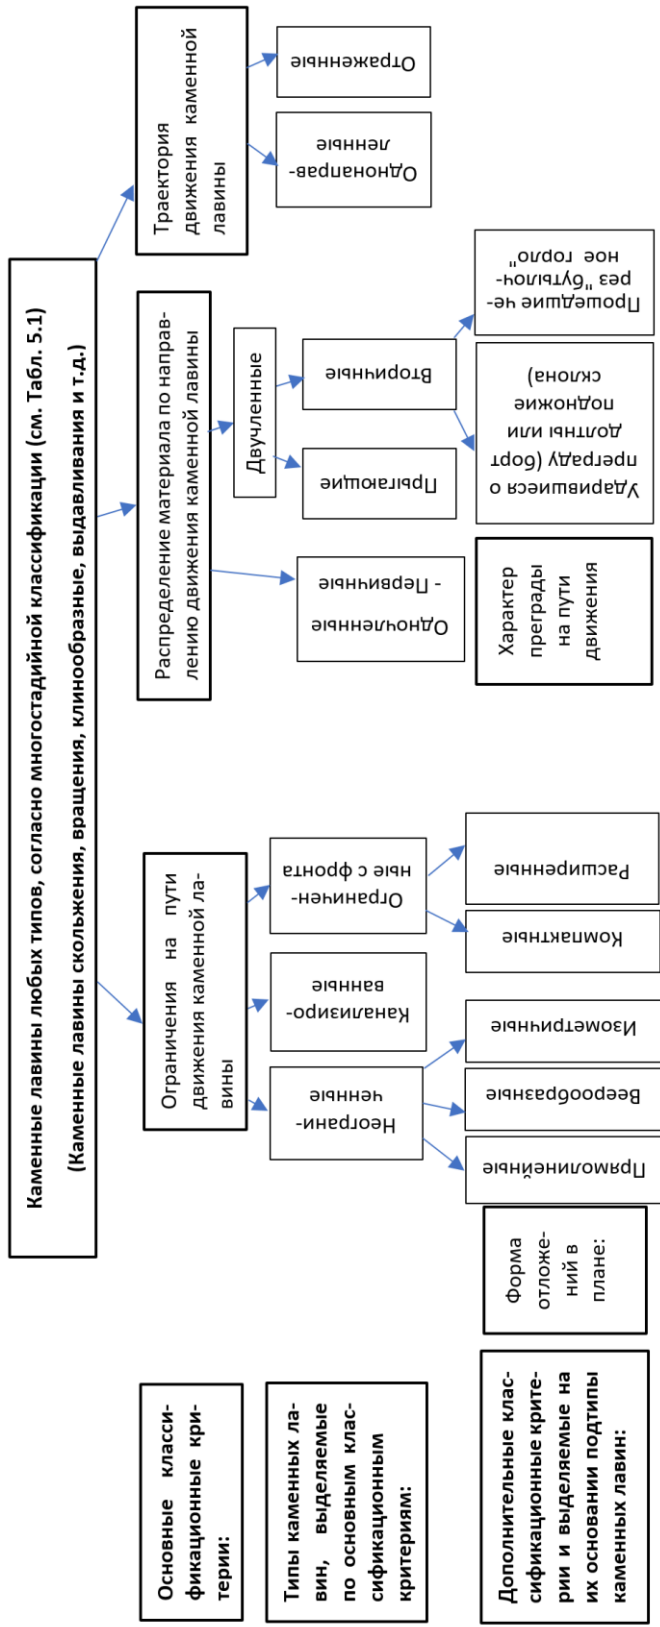 Каменные лавины любых типов, согласно многостадийной классификации (см. Табл. 5.1)
(Каменные лавины скольжения, вращения, клинообразные, выдавливания и т.д.)
Основные класси-
фикационные кри-
терии:
Ограничения на пути
движения каменной ла-
вины
Распределение материала по направ-
лению движения каменной лавины
Траектория
движения каменной
лавины
Типы каменных ла-
вин, выделяемые
по основным клас-
сификационным
критериям:
Неограни-
ченные
Канализиро-
ванные
Ограничен-
ные с фронта
Одночленные
- Первичные
Двучленные
Прыгающие
Вторичные
Однонаправ-
ленные
Отраженные
Дополнительные клас-
сификационные крите-
рии и выделяемые на
их основании подтипы
каменных лавин:
Форма
отложе-
ний в
плане:
Прямолинейные
Веерообразные
Изометричные
Компактные
Расширенные
Характер
преграды
на пути
движения
Ударившиеся о
преграду (борт
долтны или
подножие
склона)
Прошедшие че-
рез "бутылоч-
ное горло"